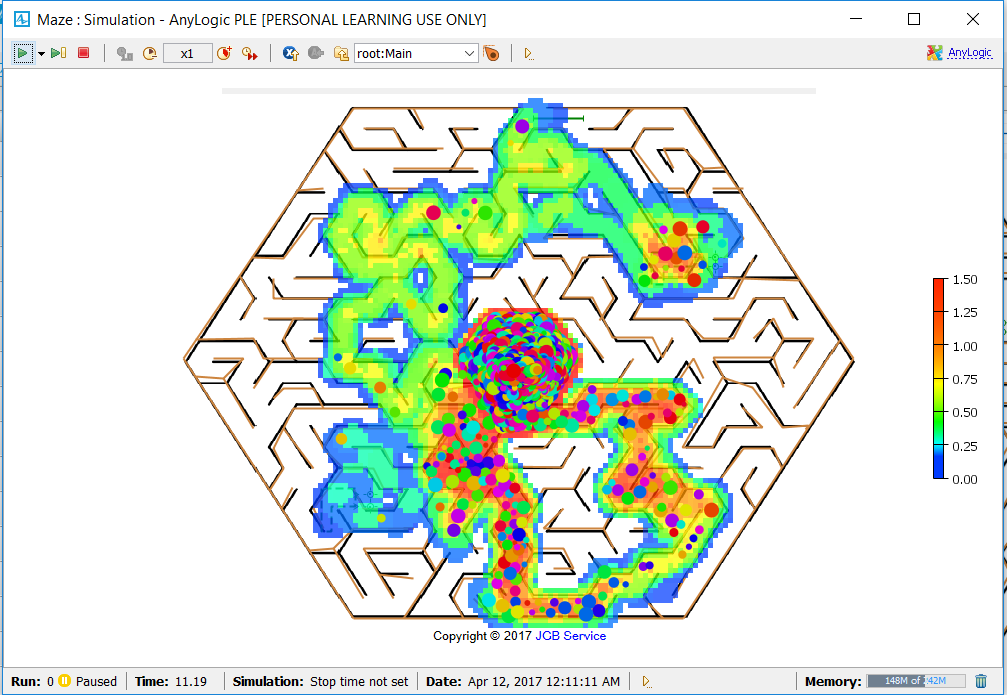 Maze : Simulation - AnyLogic PLE [PERSONAL LEARNING USE ONLY]
x1
root:Main
AnyLogic
1.50
1.25
1.00
0.75
0.50
0.25
0.00
Copyright © 2017 JCB Service
Run: 0 Paused Time: 11.19 Simulation: Stop time not set Date: Apr 12, 2017 12:11:11 AM Memory: 148M of 242M